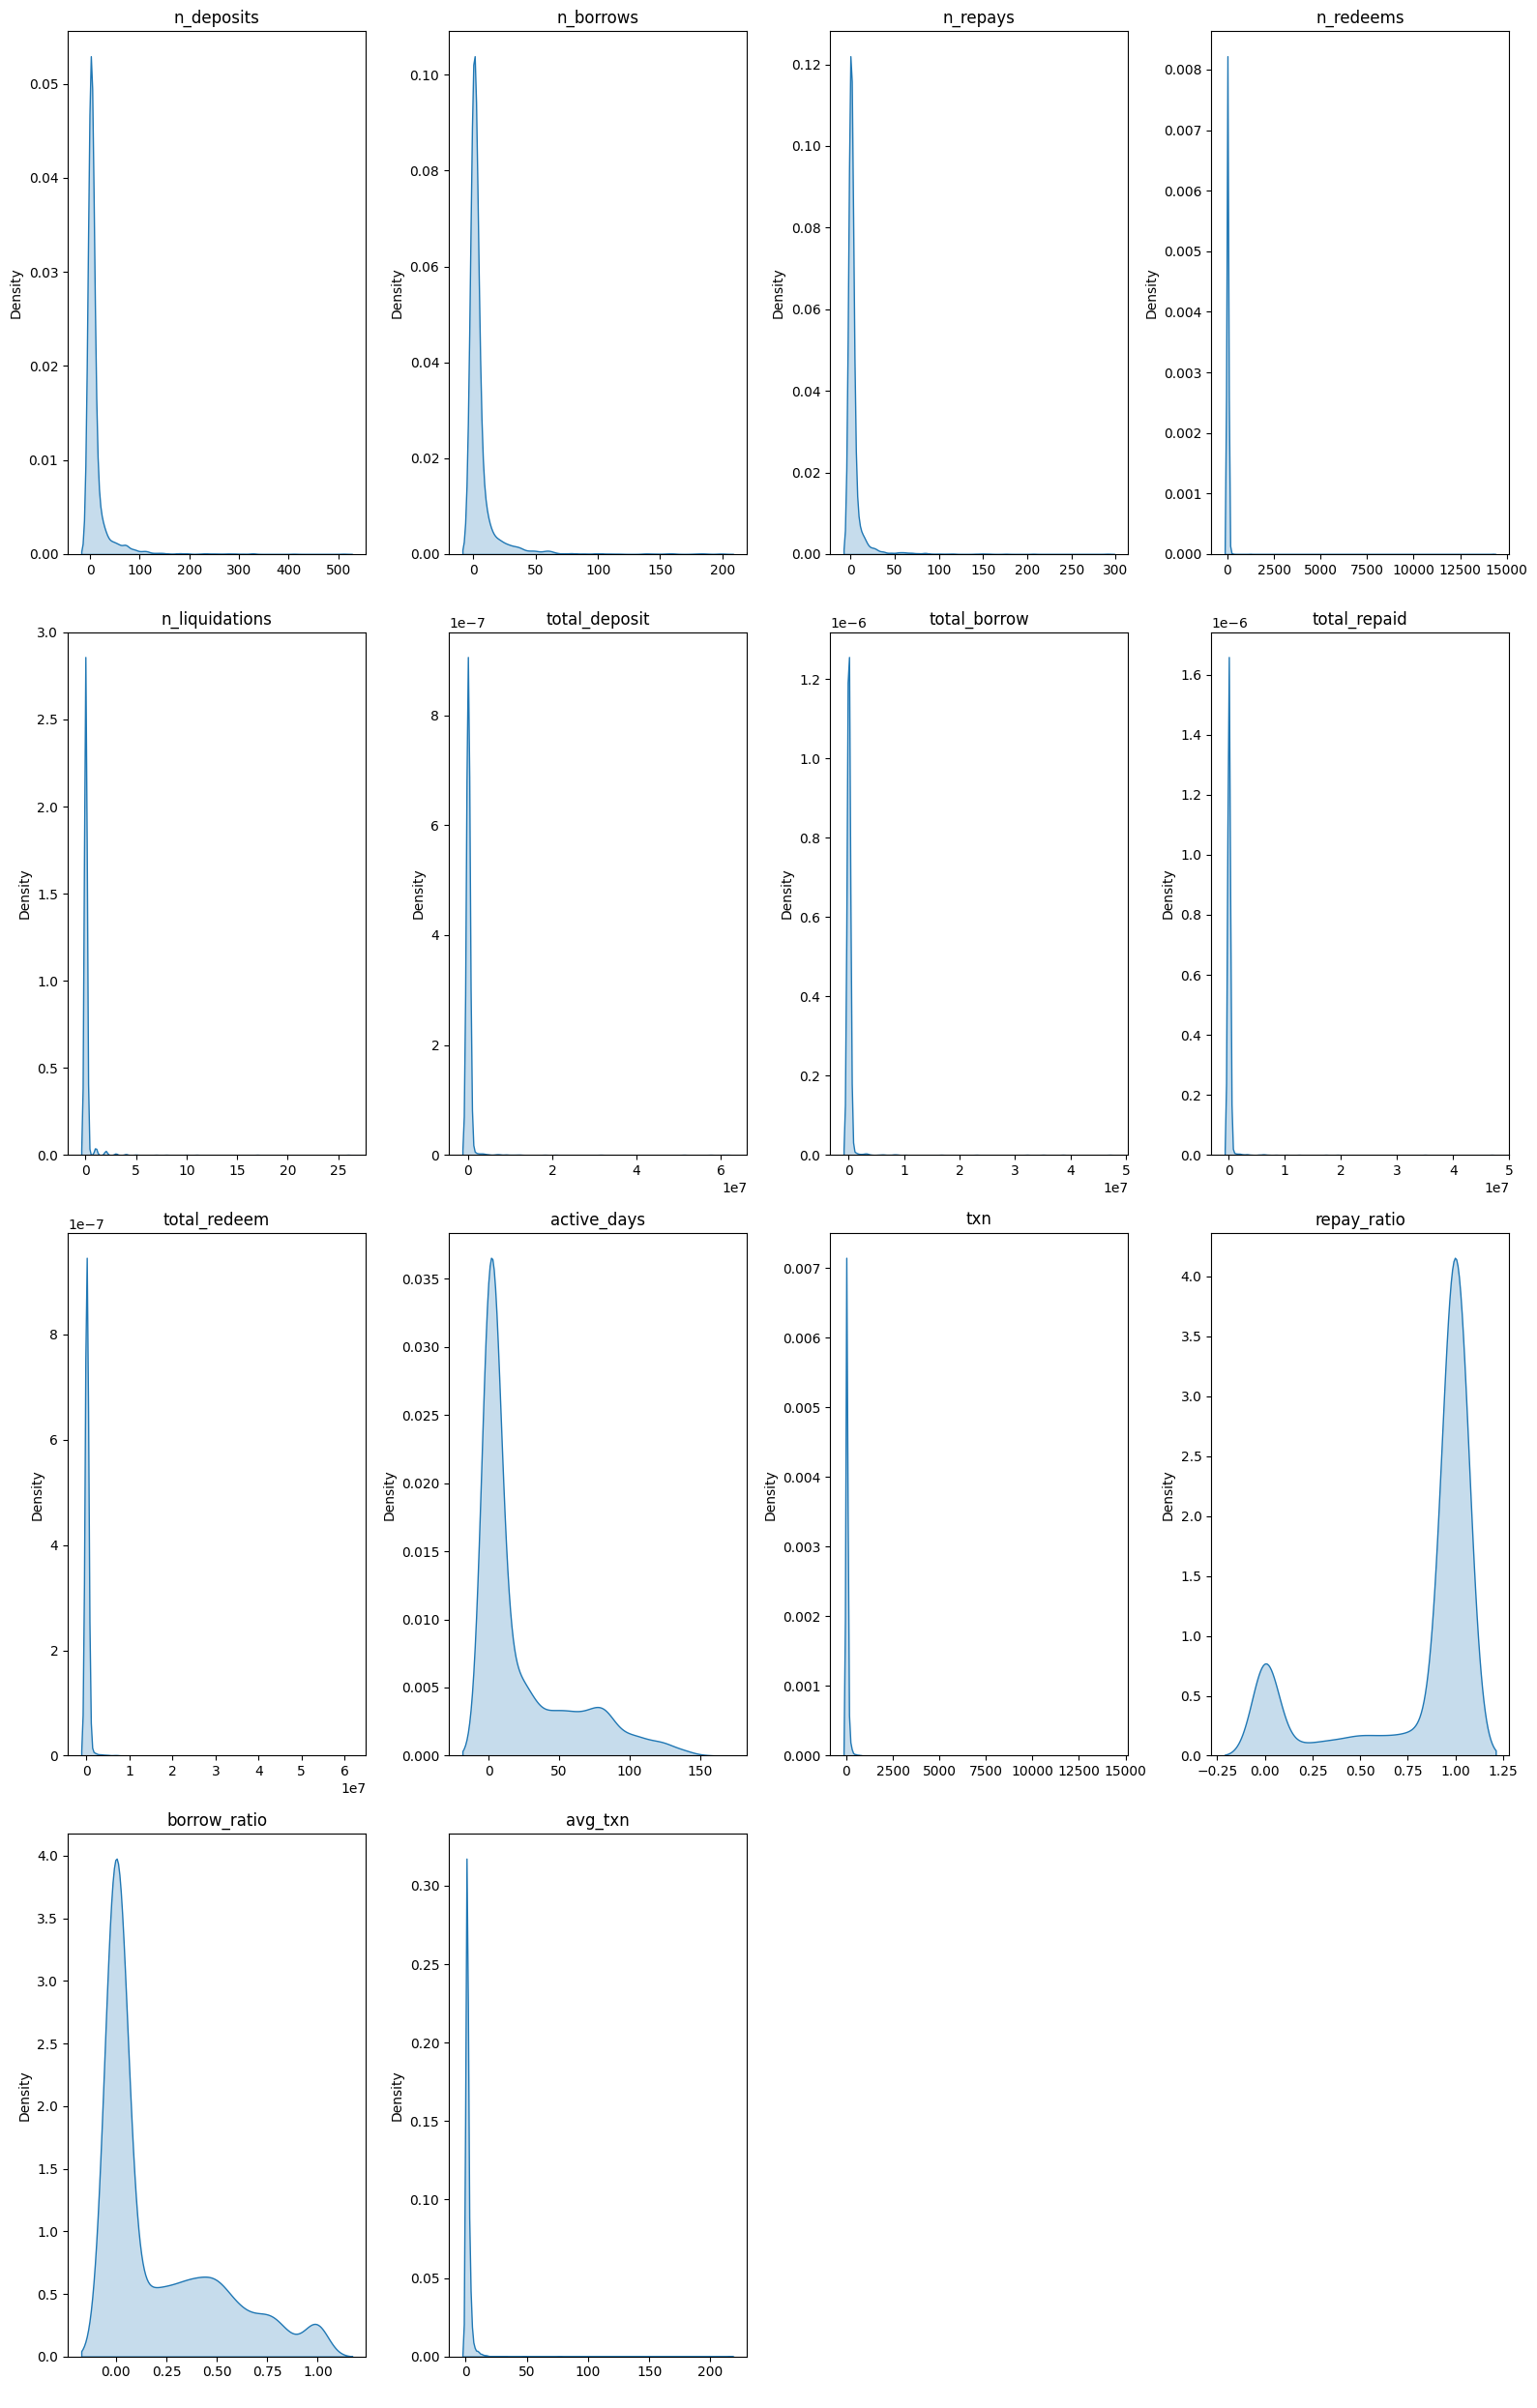 n_deposits n_borrows n_repays n_redeems
Density
0.05
0.04
0.03
0.02
0.01
0.00
0 100 200 300 400 500
Density
0.10
0.08
0.06
0.04
0.02
0.00
0 50 100 150 200
Density
0.12
0.10
0.08
0.06
0.04
0.02
0.00
0 50 100 150 200 250 300
Density
0.008
0.007
0.006
0.005
0.004
0.003
0.002
0.001
0.000
0 2500 5000 7500 10000 12500 15000
n_liquidations total_deposit total_borrow total_repaid
Density
3.0
2.5
2.0
1.5
1.0
0.5
0.0
0 5 10 15 20 25
1e−7
Density
8
6
4
2
0
0 2 4 6
1e7
1e−6
Density
1.2
1.0
0.8
0.6
0.4
0.2
0.0
0 1 2 3 4 5
1e7
1e−6
Density
1.6
1.4
1.2
1.0
0.8
0.6
0.4
0.2
0.0
0 1 2 3 4 5
1e7
total_redeem active_days txn repay_ratio
1e−7
Density
8
6
4
2
0
0 1 2 3 4 5 6
1e7
Density
0.035
0.030
0.025
0.020
0.015
0.010
0.005
0.000
0 50 100 150
Density
0.007
0.006
0.005
0.004
0.003
0.002
0.001
0.000
0 2500 5000 7500 10000 12500 15000
Density
4.0
3.5
3.0
2.5
2.0
1.5
1.0
0.5
0.0
−0.25 0.00 0.25 0.50 0.75 1.00 1.25
borrow_ratio avg_txn
Density
4.0
3.5
3.0
2.5
2.0
1.5
1.0
0.5
0.0
0.00 0.25 0.50 0.75 1.00
Density
0.30
0.25
0.20
0.15
0.10
0.05
0.00
0 50 100 150 200